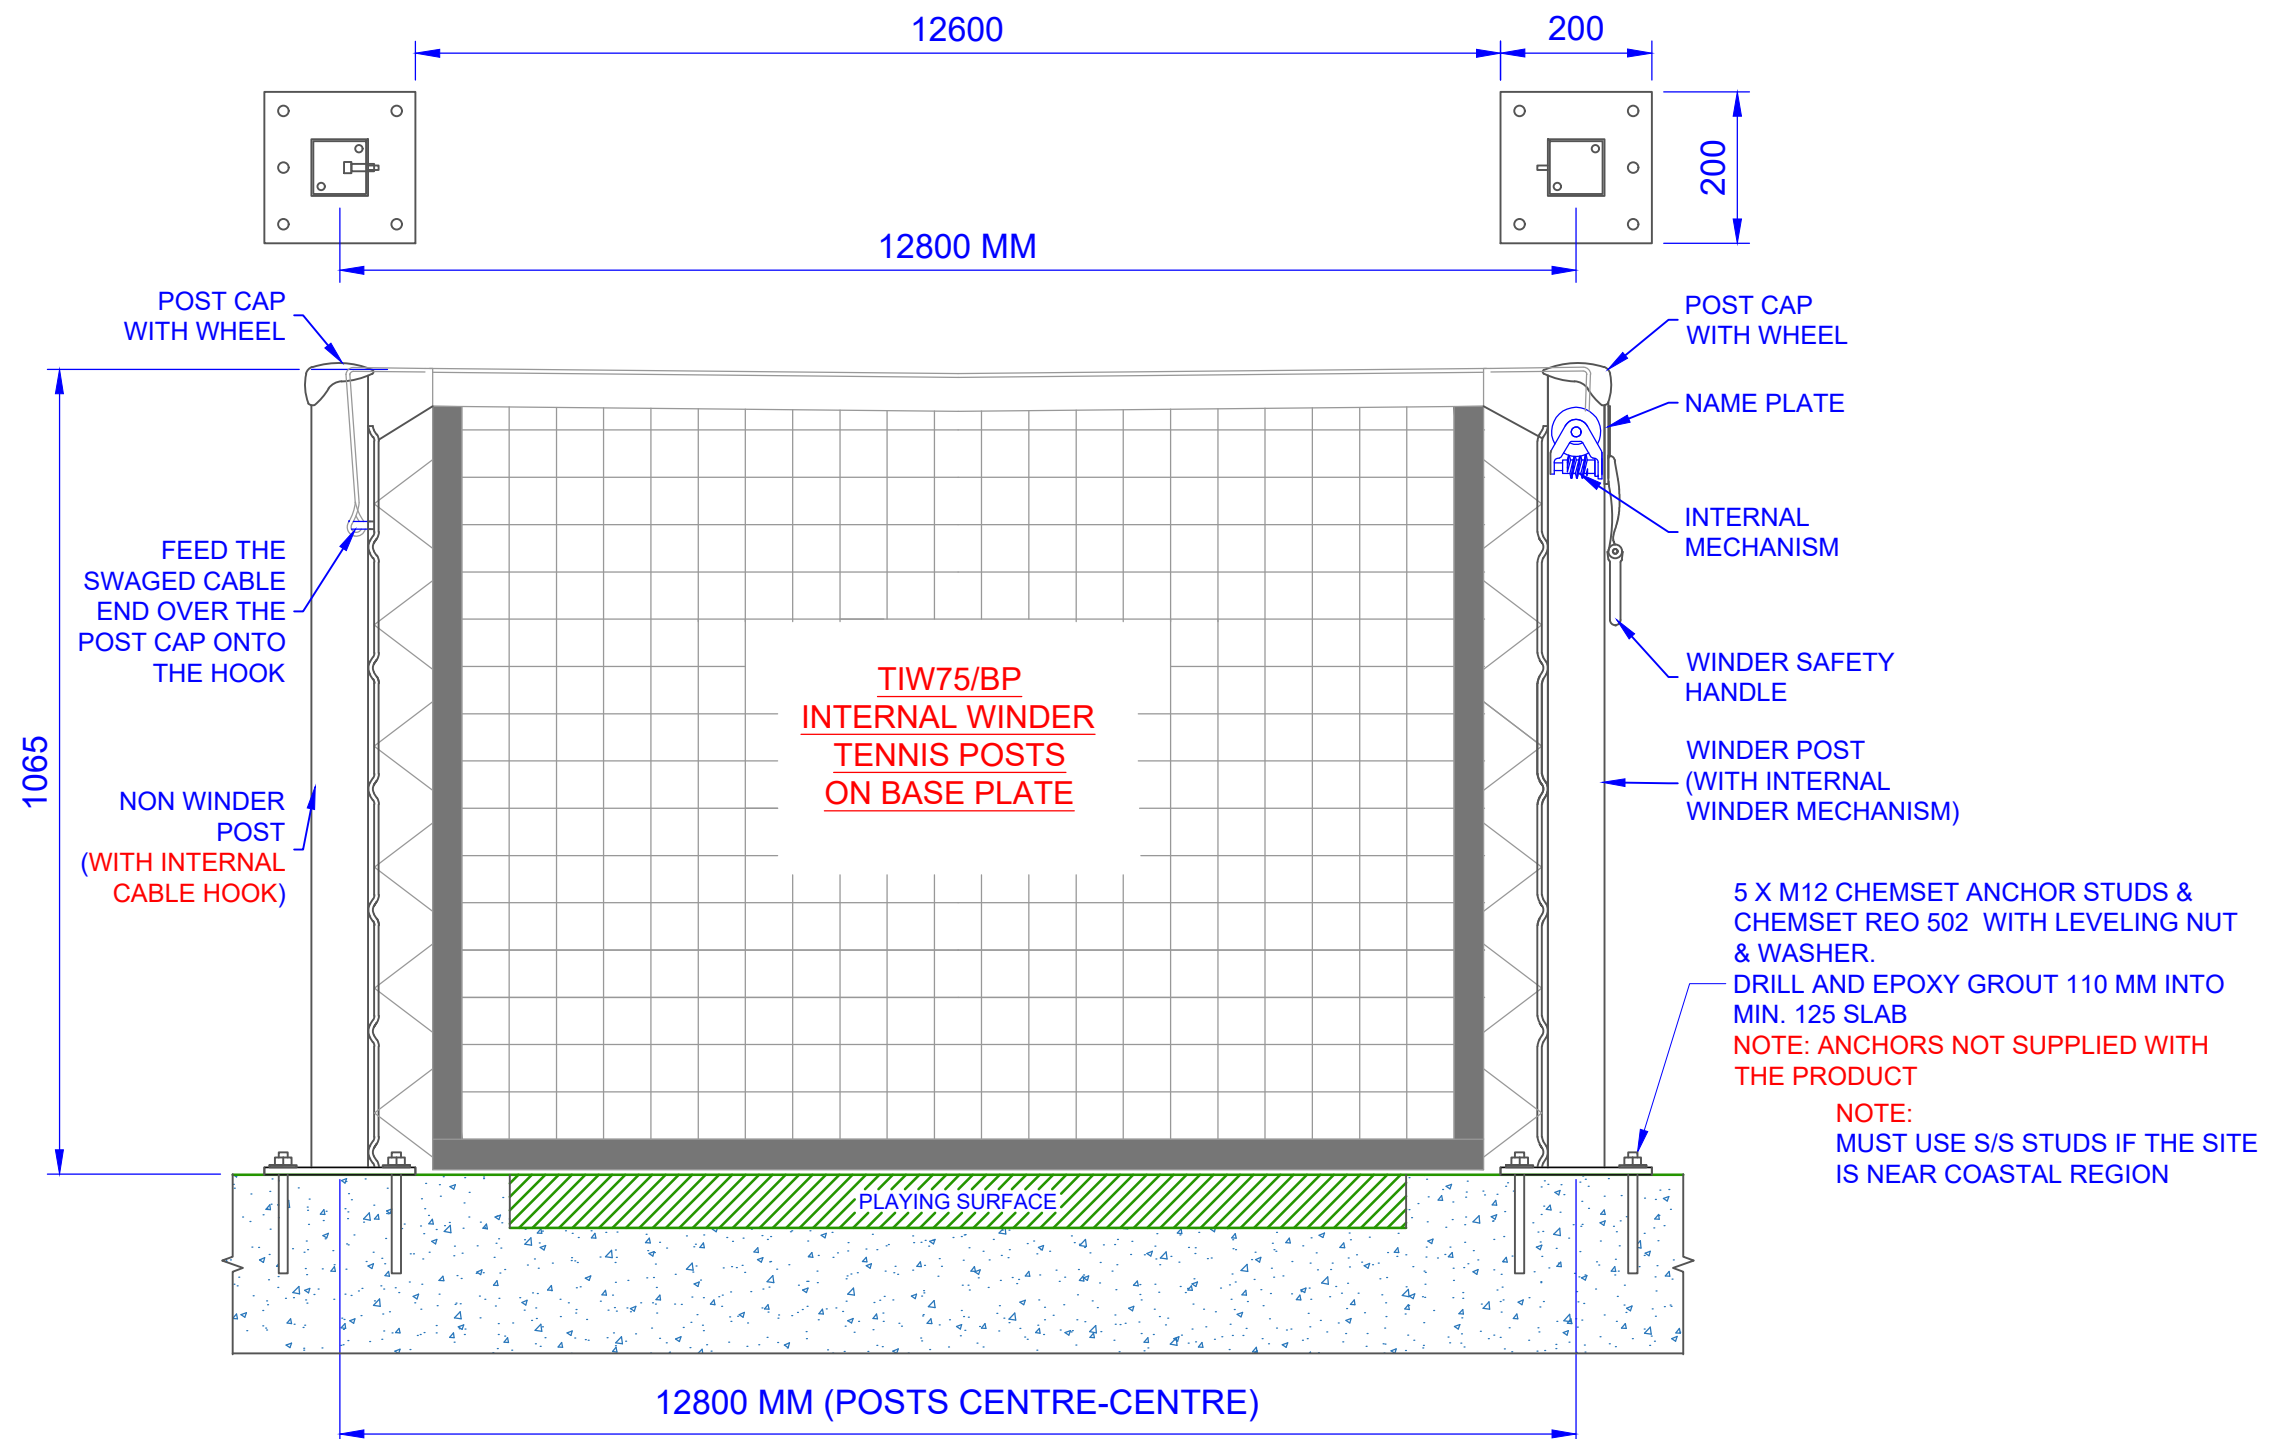 12600
200
200
12800 MM
POST CAP
WITH WHEEL
POST CAP
WITH WHEEL
NAME PLATE
INTERNAL
MECHANISM
FEED THE
SWAGED CABLE
END OVER THE
POST CAP ONTO
THE HOOK
WINDER SAFETY
HANDLE
TIW75/BP
INTERNAL WINDER
TENNIS POSTS
ON BASE PLATE
1065
WINDER POST
(WITH INTERNAL
WINDER MECHANISM)
NON WINDER
POST
(WITH INTERNAL
CABLE HOOK)
5 X M12 CHEMSET ANCHOR STUDS &
CHEMSET REO 502 WITH LEVELING NUT
& WASHER.
DRILL AND EPOXY GROUT 110 MM INTO
MIN. 125 SLAB
NOTE: ANCHORS NOT SUPPLIED WITH
THE PRODUCT
NOTE:
MUST USE S/S STUDS IF THE SITE
IS NEAR COASTAL REGION
PLAYING SURFACE
12800 MM (POSTS CENTRE-CENTRE)